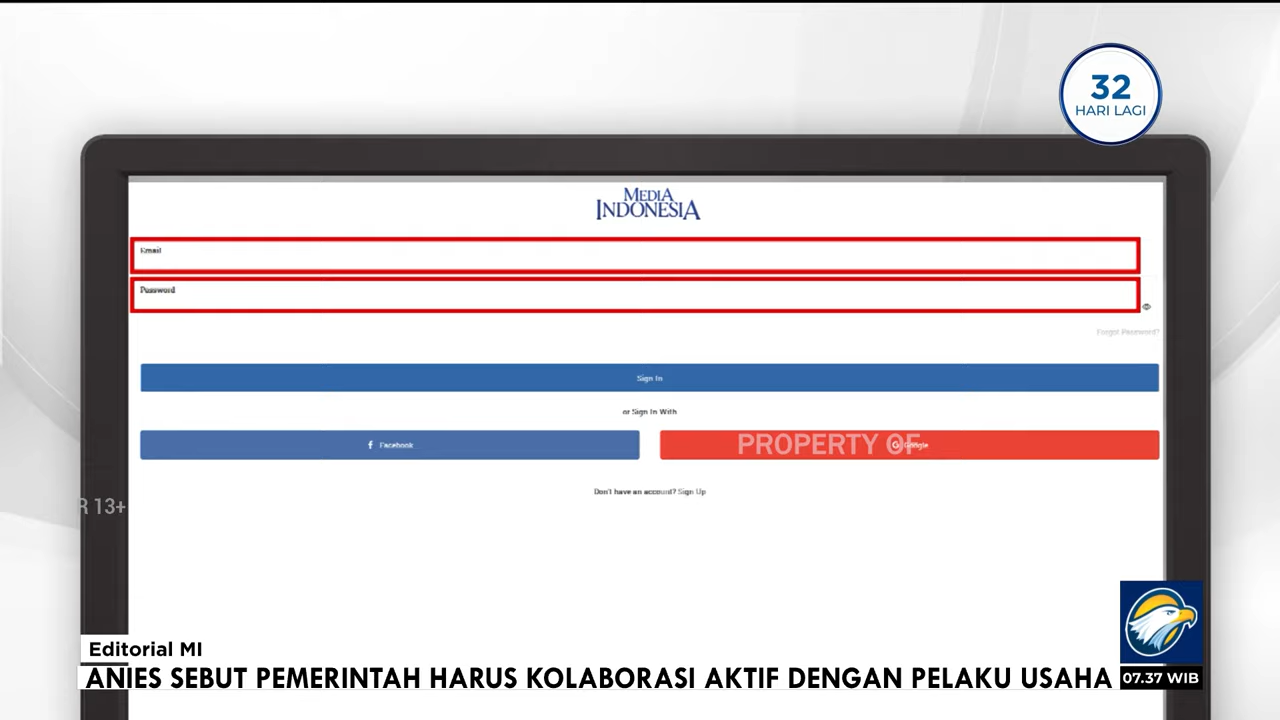 32
HARI LAGI
MEDIA
INDONESIA
Email
Password
Forgot Password?
Sign In
or Sign In With
f Facebook
G Google
PROPERTY OF
Don't have an account? Sign Up
R 13+
Editorial MI
ANIES SEBUT PEMERINTAH HARUS KOLABORASI AKTIF DENGAN PELAKU USAHA
07.37 WIB